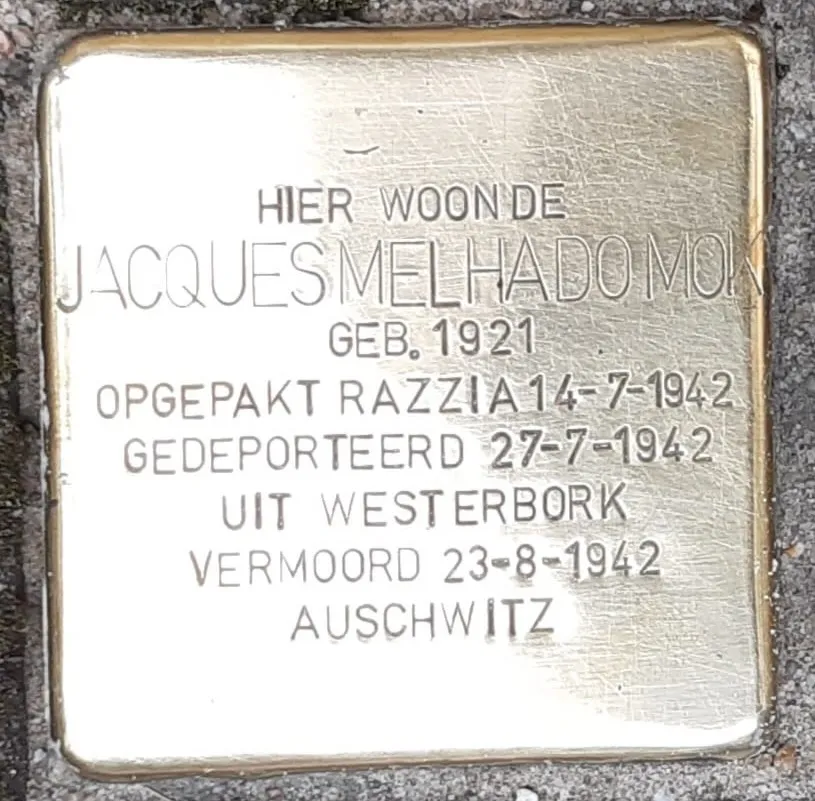 HIER WOONDE
JACQUES MELHADO MOK
GEB. 1921
OPGEPAKT RAZZIA 14-7-1942
GEDEPORTEERD 27-7-1942
UIT WESTERBORK
VERMOORD 23-8-1942
AUSCHWITZ